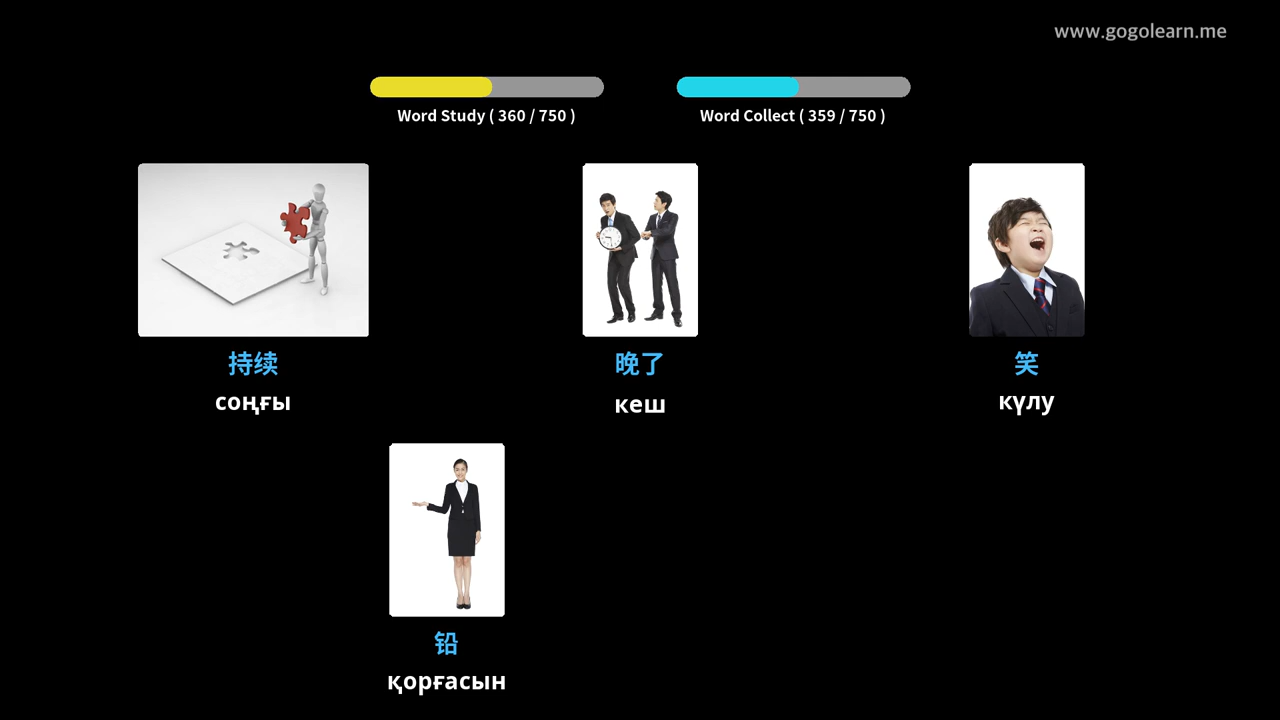 www.gogolearn.me
Word Study ( 360 / 750 )
Word Collect ( 359 / 750 )
持续
соңғы
晚了
кеш
笑
күлу
铅
қорғасын